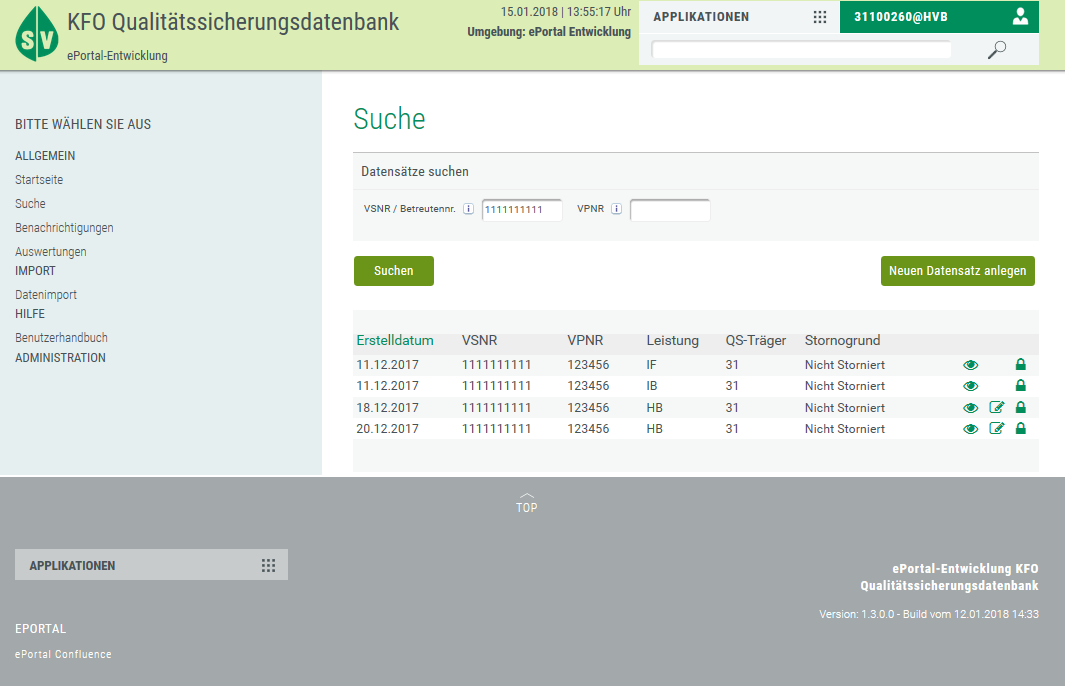 SV
KFO Qualitätssicherungsdatenbank
ePortal-Entwicklung
15.01.2018 | 13:55:17 Uhr
Umgebung: ePortal Entwicklung
APPLIKATIONEN
31100260@HVB
BITTE WÄHLEN SIE AUS
ALLGEMEIN
Startseite
Suche
Benachrichtigungen
Auswertungen
IMPORT
Datenimport
HILFE
Benutzerhandbuch
ADMINISTRATION
Suche
Datensätze suchen
VSNR / Betreutennr. i 1111111111 VPNR i
Suchen Neuen Datensatz anlegen
Erstelldatum VSNR VPNR Leistung QS-Träger Stornogrund
11.12.2017 1111111111 123456 IF 31 Nicht Storniert
11.12.2017 1111111111 123456 IB 31 Nicht Storniert
18.12.2017 1111111111 123456 HB 31 Nicht Storniert
20.12.2017 1111111111 123456 HB 31 Nicht Storniert
TOP
APPLIKATIONEN
ePortal-Entwicklung KFO
Qualitätssicherungsdatenbank
Version: 1.3.0.0 - Build vom 12.01.2018 14:33
EPORTAL
ePortal Confluence